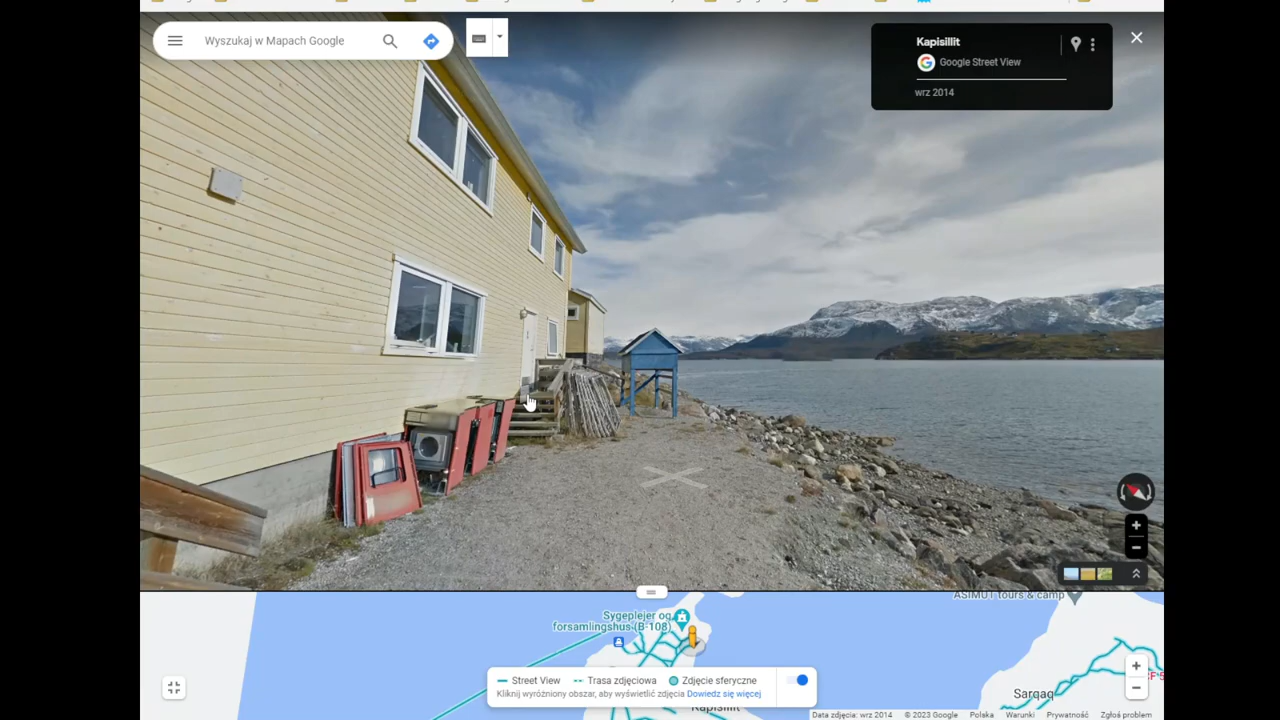 Wyszukaj w Mapach Google
Kapisillit
Google Street View
wrz 2014
ASIMUT tours & camp
Sygeplejer og
forsamlingshus (B-108)
Street View
Trasa zdjęciowa
Zdjęcie sferyczne
Kliknij wyróżniony obszar, aby wyświetlić zdjęcia Dowiedz się więcej
Kapisillit
Sarqaq
Data zdjęcia: wrz 2014 © 2023 Google Polska Warunki Prywatność Zgłoś problem